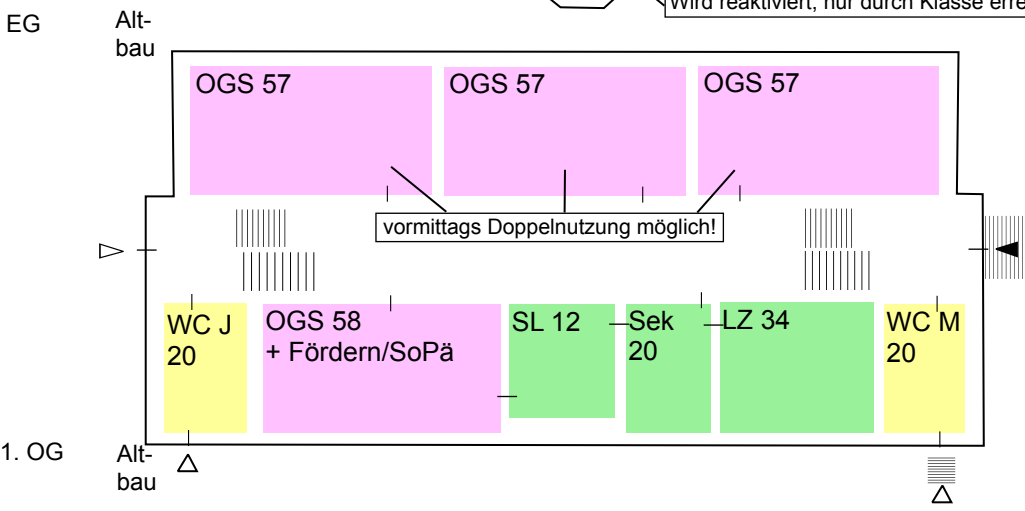 Wird reaktiviert, nur durch Klasse erre
EG
Alt-
bau
OGS 57
OGS 57
OGS 57
vormittags Doppelnutzung möglich!
WC J
20
OGS 58
+ Fördern/SoPä
SL 12
Sek
20
LZ 34
WC M
20
1. OG
Alt-
bau